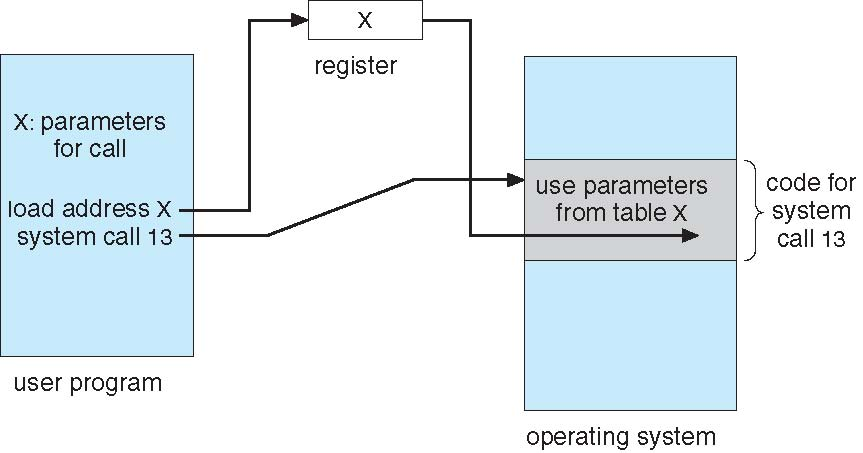 X
register
X: parameters
for call
load address X
system call 13
user program
use parameters
from table X
code for
system
call 13
operating system